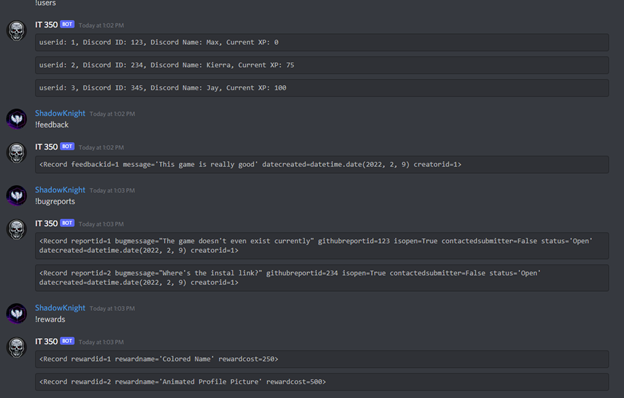 !users
IT 350 BOT Today at 1:02 PM
userid: 1, Discord ID: 123, Discord Name: Max, Current XP: 0
userid: 2, Discord ID: 234, Discord Name: Kierra, Current XP: 75
userid: 3, Discord ID: 345, Discord Name: Jay, Current XP: 100
ShadowKnight Today at 1:02 PM
!feedback
IT 350 BOT Today at 1:02 PM
<Record feedbackid=1 message='This game is really good' datecreated=datetime.date(2022, 2, 9) creatorid=1>
ShadowKnight Today at 1:03 PM
!bugreports
IT 350 BOT Today at 1:03 PM
<Record reportid=1 bugmessage="The game doesn't even exist currently" githubreportid=123 isopen=True contactedsubmitter=False status='Open'
datecreated=datetime.date(2022, 2, 9) creatorid=1>
<Record reportid=2 bugmessage="Where's the instal link?" githubreportid=234 isopen=True contactedsubmitter=False status='Open'
datecreated=datetime.date(2022, 2, 9) creatorid=1>
ShadowKnight Today at 1:03 PM
!rewards
IT 350 BOT Today at 1:03 PM
<Record rewardid=1 rewardname='Colored Name' rewardcost=250>
<Record rewardid=2 rewardname='Animated Profile Picture' rewardcost=500>